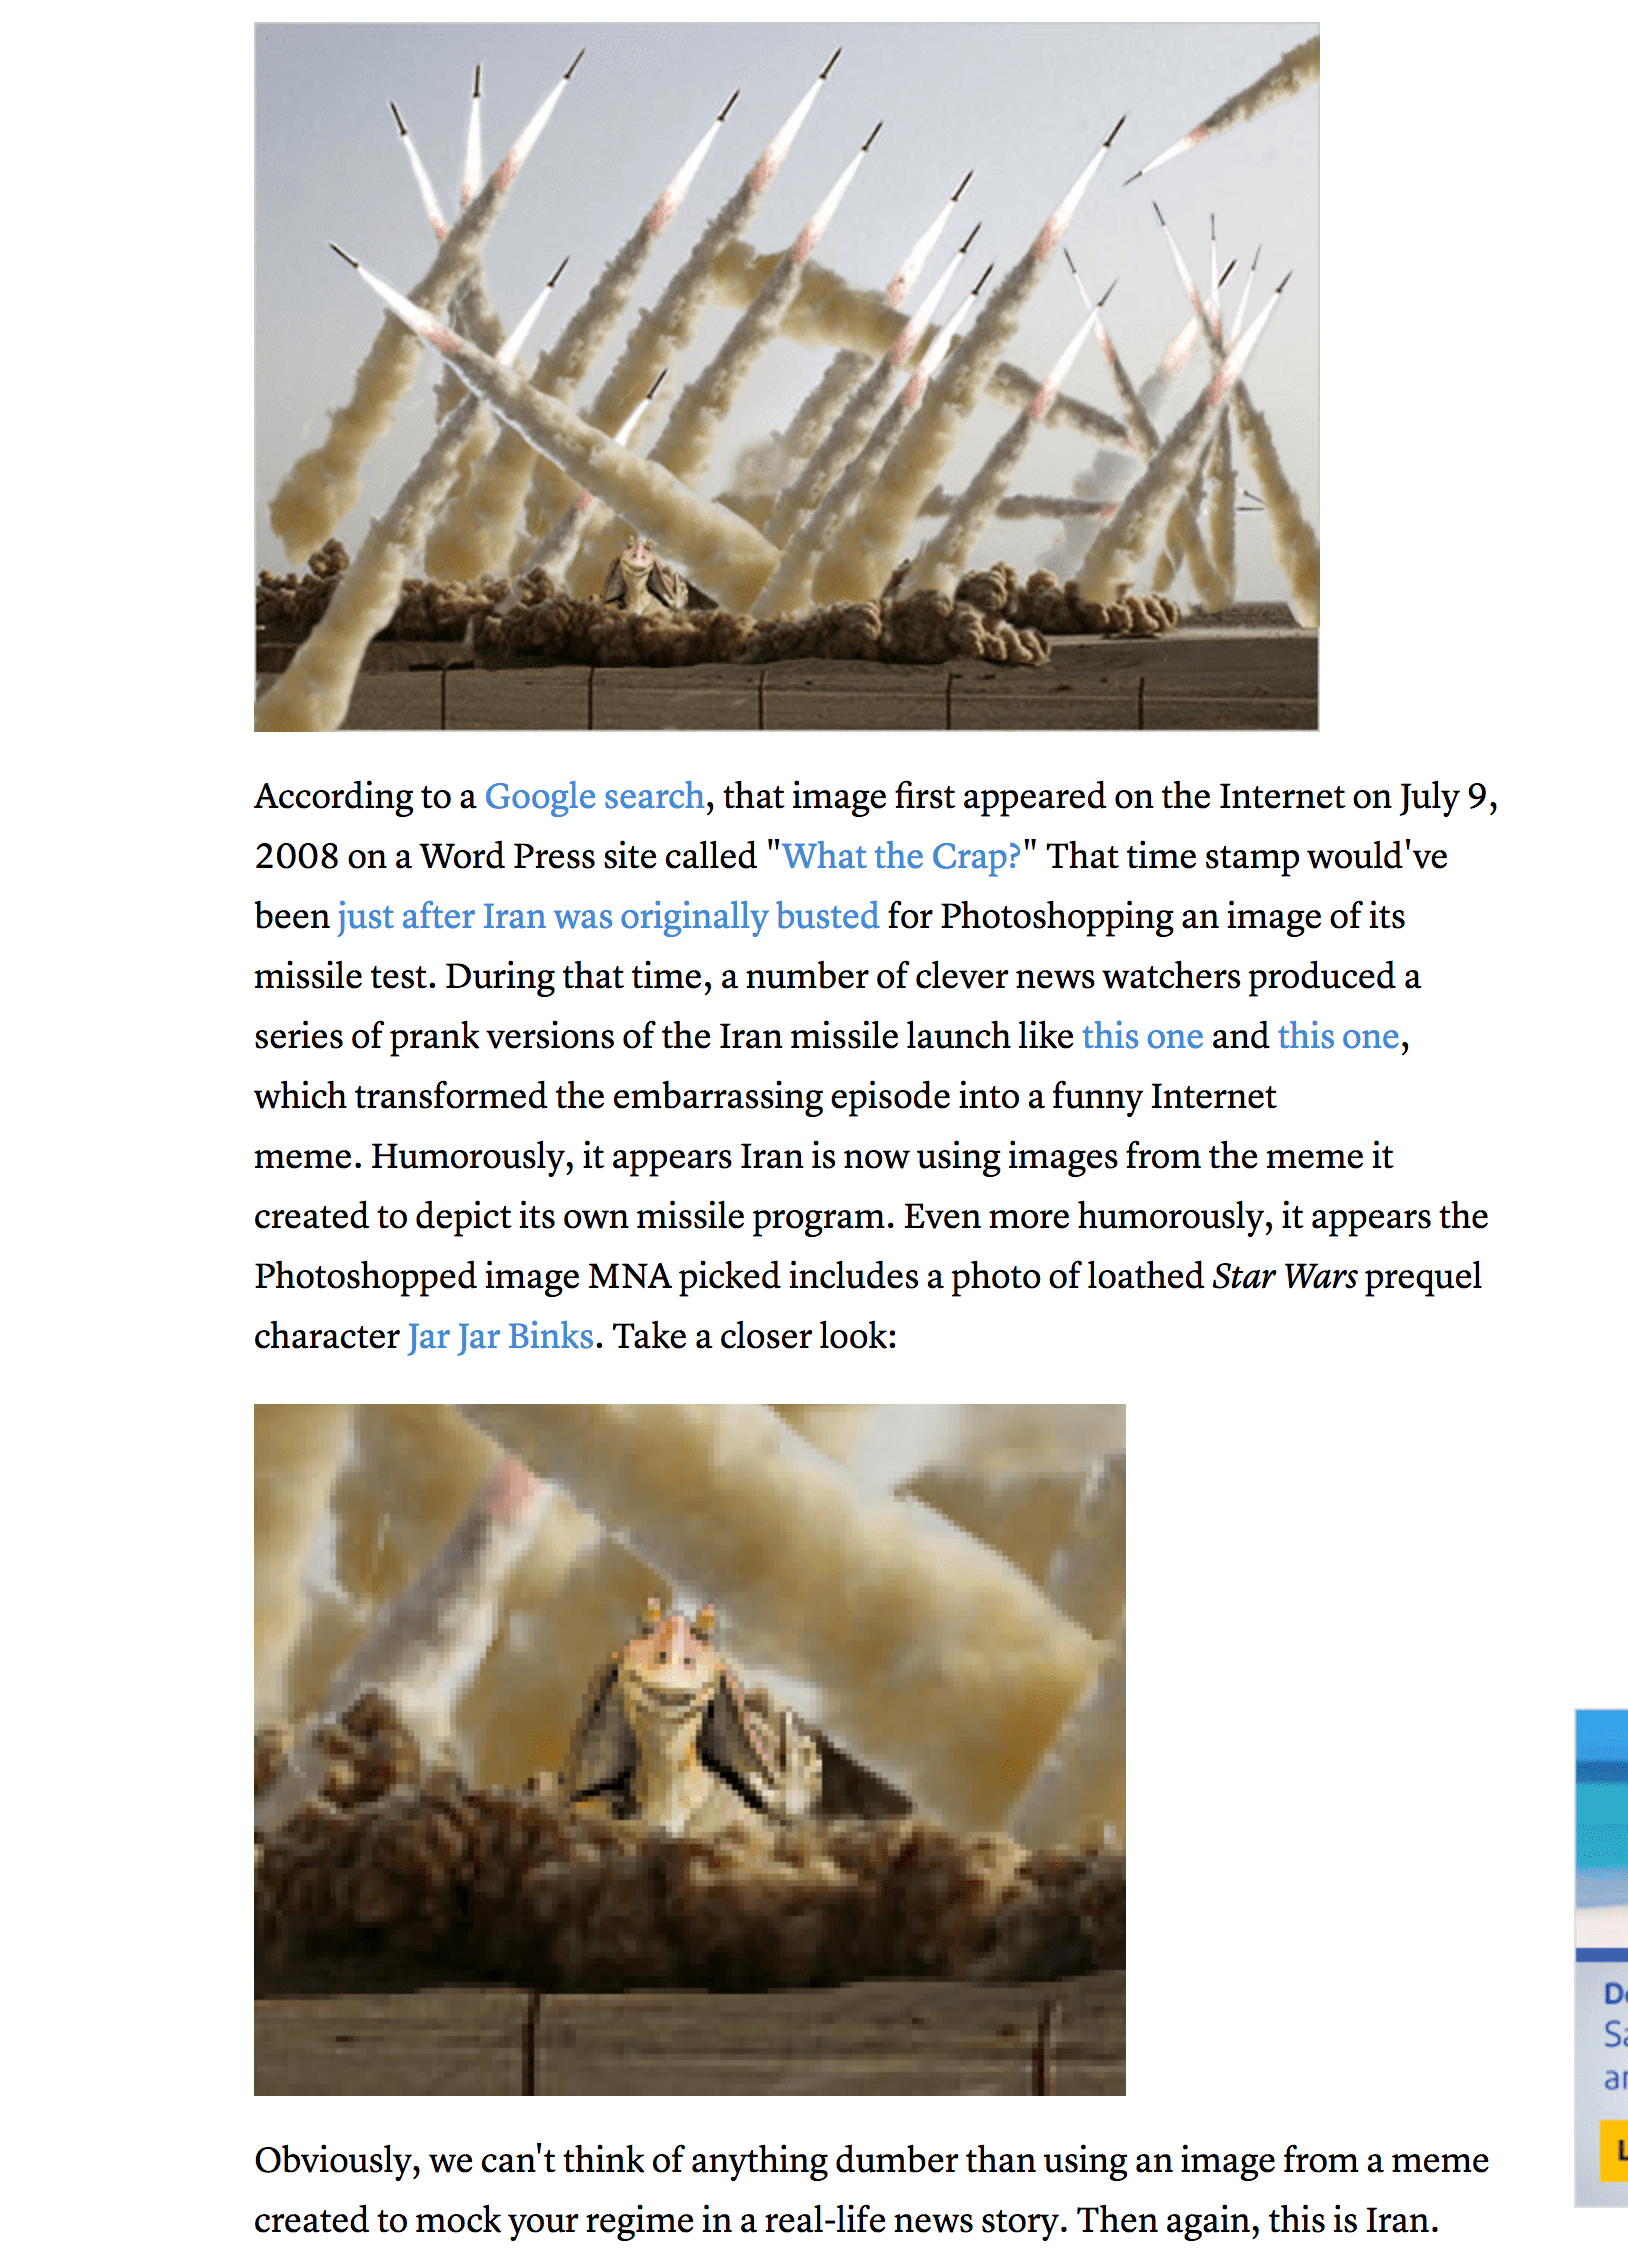 According to a Google search, that image first appeared on the Internet on July 9,
2008 on a Word Press site called "What the Crap?" That time stamp would've
been just after Iran was originally busted for Photoshopping an image of its
missile test. During that time, a number of clever news watchers produced a
series of prank versions of the Iran missile launch like this one and this one,
which transformed the embarrassing episode into a funny Internet
meme. Humorously, it appears Iran is now using images from the meme it
created to depict its own missile program. Even more humorously, it appears the
Photoshopped image MNA picked includes a photo of loathed Star Wars prequel
character Jar Jar Binks. Take a closer look:
Obviously, we can't think of anything dumber than using an image from a meme
created to mock your regime in a real-life news story. Then again, this is Iran.